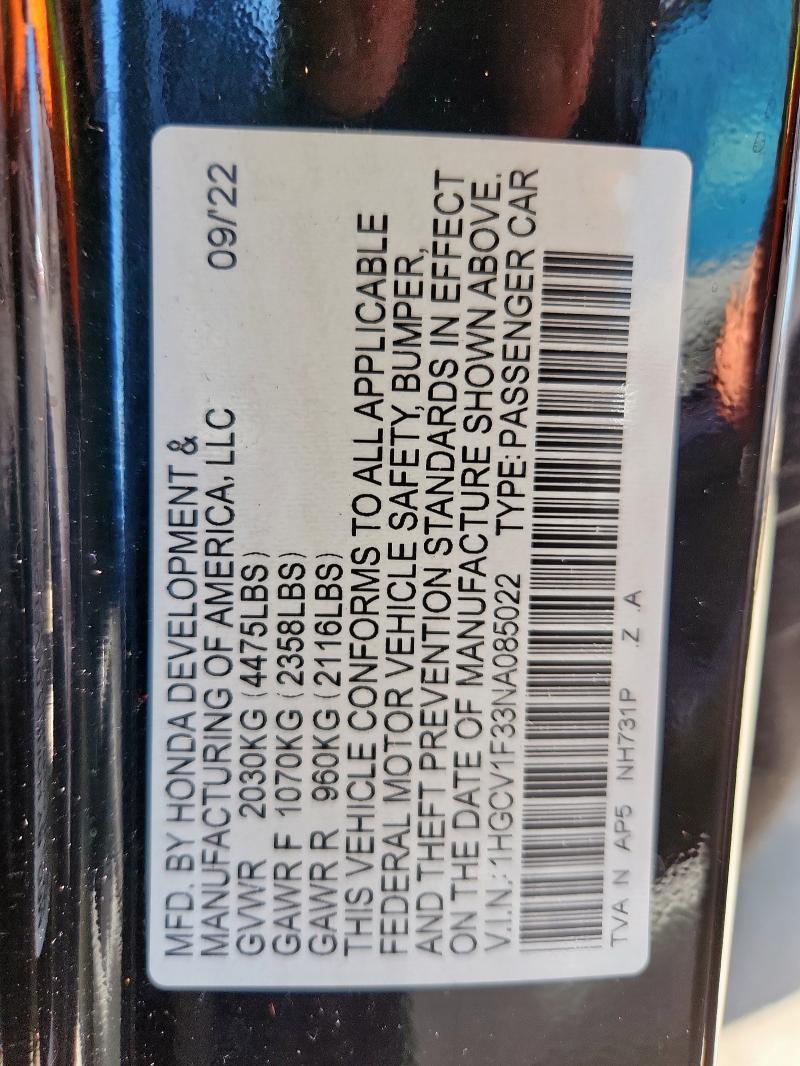 MFD. BY HONDA DEVELOPMENT &
MANUFACTURING OF AMERICA, LLC 09/'22
GVWR 2030KG (4475LBS)
GAWR F 1070KG (2358LBS)
GAWR R 960KG (2116LBS)
THIS VEHICLE CONFORMS TO ALL APPLICABLE
FEDERAL MOTOR VEHICLE SAFETY, BUMPER,
AND THEFT PREVENTION STANDARDS IN EFFECT
ON THE DATE OF MANUFACTURE SHOWN ABOVE.
V.I.N.: 1HGCV1F33NA085022 TYPE: PASSENGER CAR
TVA N AP5 NH731P .Z .A